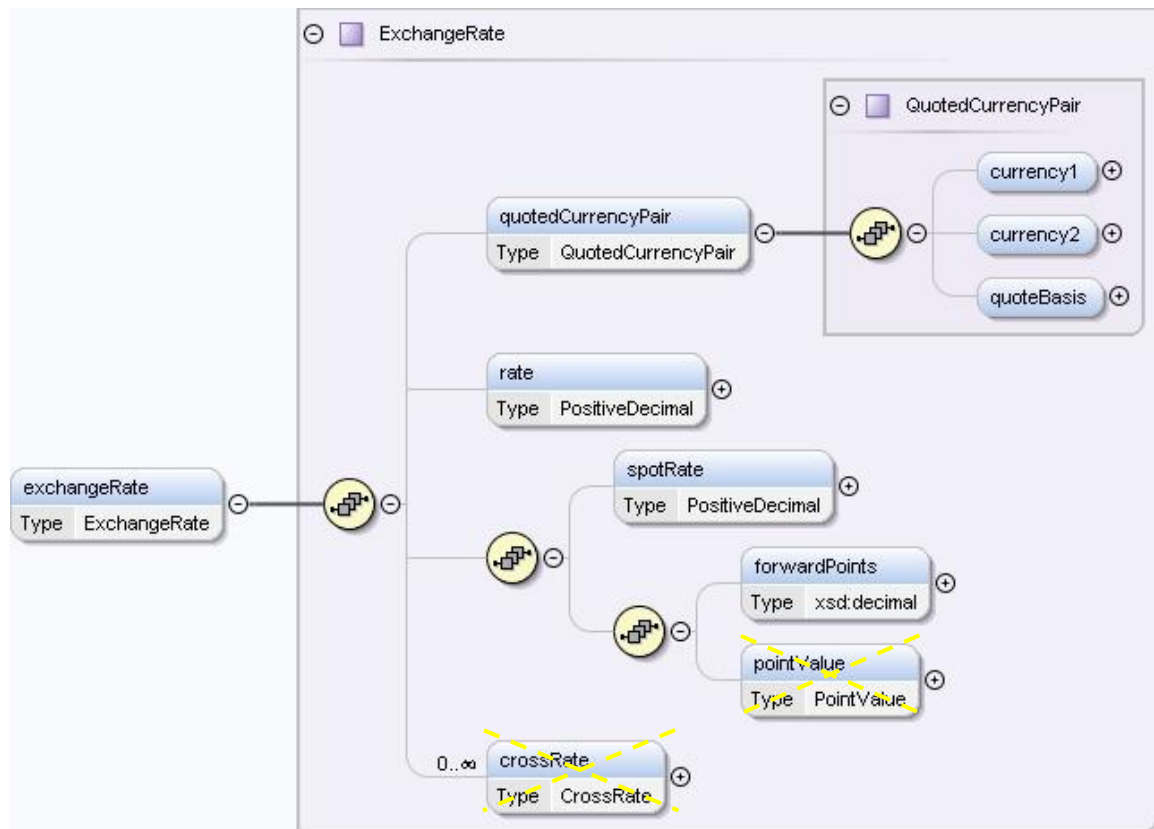 ExchangeRate
QuotedCurrencyPair
currency1
quotedCurrencyPair
Type QuotedCurrencyPair
currency2
quoteBasis
rate
Type PositiveDecimal
exchangeRate
Type ExchangeRate
spotRate
Type PositiveDecimal
forwardPoints
Type xsd:decimal
pointValue
Type PointValue
0..∞ crossRate
Type CrossRate